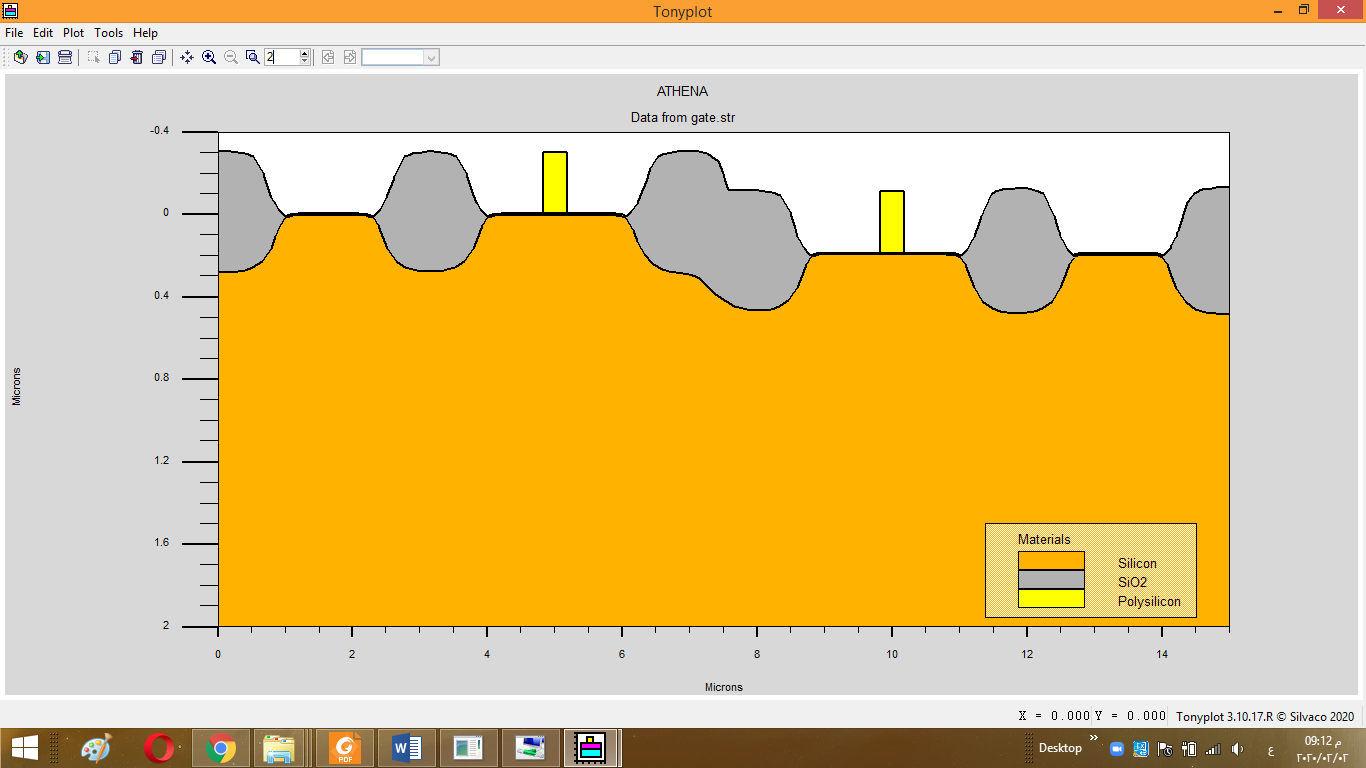 Tonyplot
File Edit Plot Tools Help
2
ATHENA
Data from gate.str
-0.4
0
0.4
0.8
1.2
1.6
2
Microns
0 2 4 6 8 10 12 14
Microns
Materials
Silicon
SiO2
Polysilicon
X = 0.000 Y = 0.000 Tonyplot 3.10.17.R © Silvaco 2020
PDF
Desktop
ع
09:12 م
٢٠٢٠/٠٢/٠٢